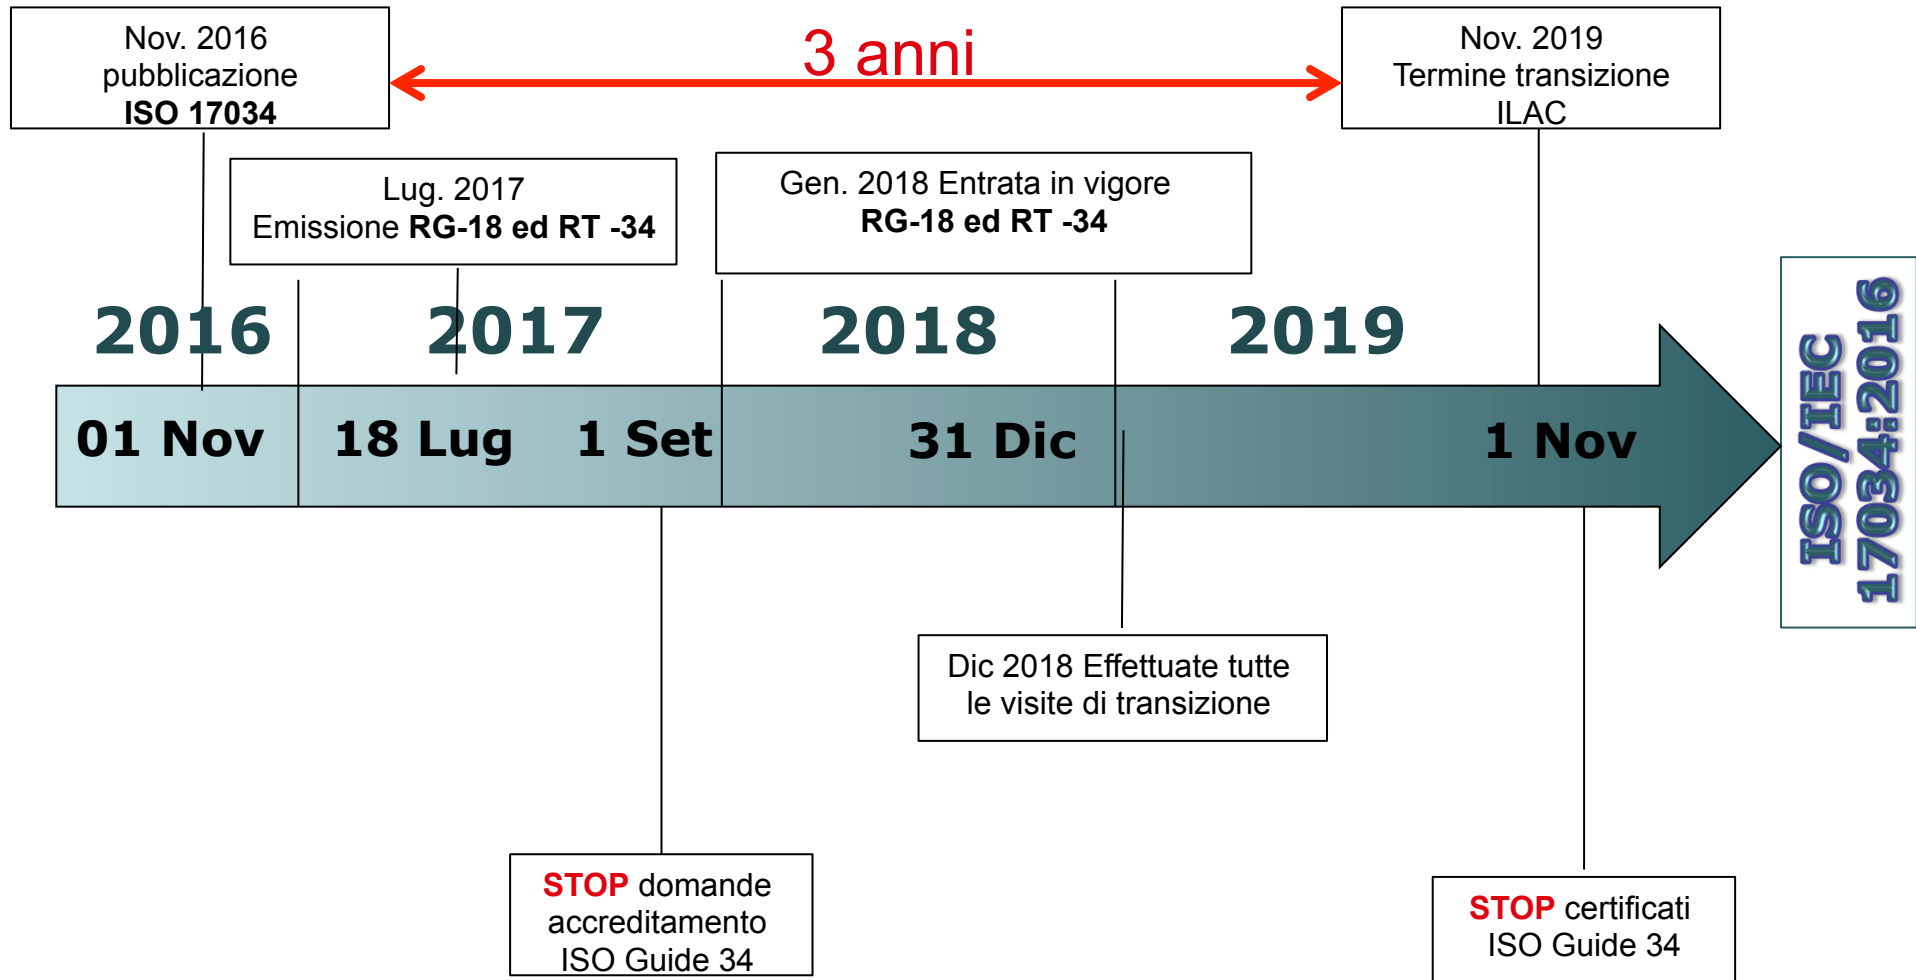 Nov. 2016
pubblicazione
ISO 17034
3 anni
Nov. 2019
Termine transizione
ILAC
Lug. 2017
Emissione RG-18 ed RT -34
Gen. 2018 Entrata in vigore
RG-18 ed RT -34
2016
2017
2018
2019
01 Nov
18 Lug
1 Set
31 Dic
1 Nov
ISO/IEC
17034:2016
Dic 2018 Effettuate tutte
le visite di transizione
STOP domande
accreditamento
ISO Guide 34
STOP certificati
ISO Guide 34